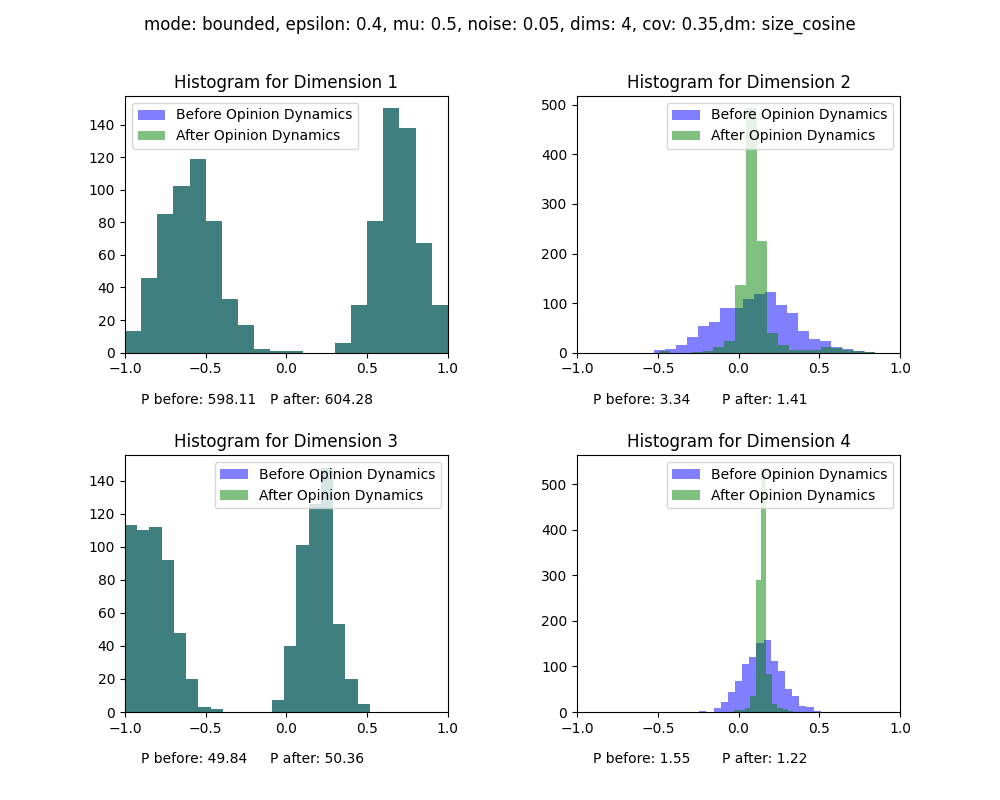 mode: bounded, epsilon: 0.4, mu: 0.5, noise: 0.05, dims: 4, cov: 0.35,dm: size_cosine
Histogram for Dimension 1
Before Opinion Dynamics
After Opinion Dynamics
140
120
100
80
60
40
20
0
−1.0 −0.5 0.0 0.5 1.0
P before: 598.11 P after: 604.28
Histogram for Dimension 2
Before Opinion Dynamics
After Opinion Dynamics
500
400
300
200
100
0
−1.0 −0.5 0.0 0.5 1.0
P before: 3.34 P after: 1.41
Histogram for Dimension 3
Before Opinion Dynamics
After Opinion Dynamics
140
120
100
80
60
40
20
0
−1.0 −0.5 0.0 0.5 1.0
P before: 49.84 P after: 50.36
Histogram for Dimension 4
Before Opinion Dynamics
After Opinion Dynamics
500
400
300
200
100
0
−1.0 −0.5 0.0 0.5 1.0
P before: 1.55 P after: 1.22